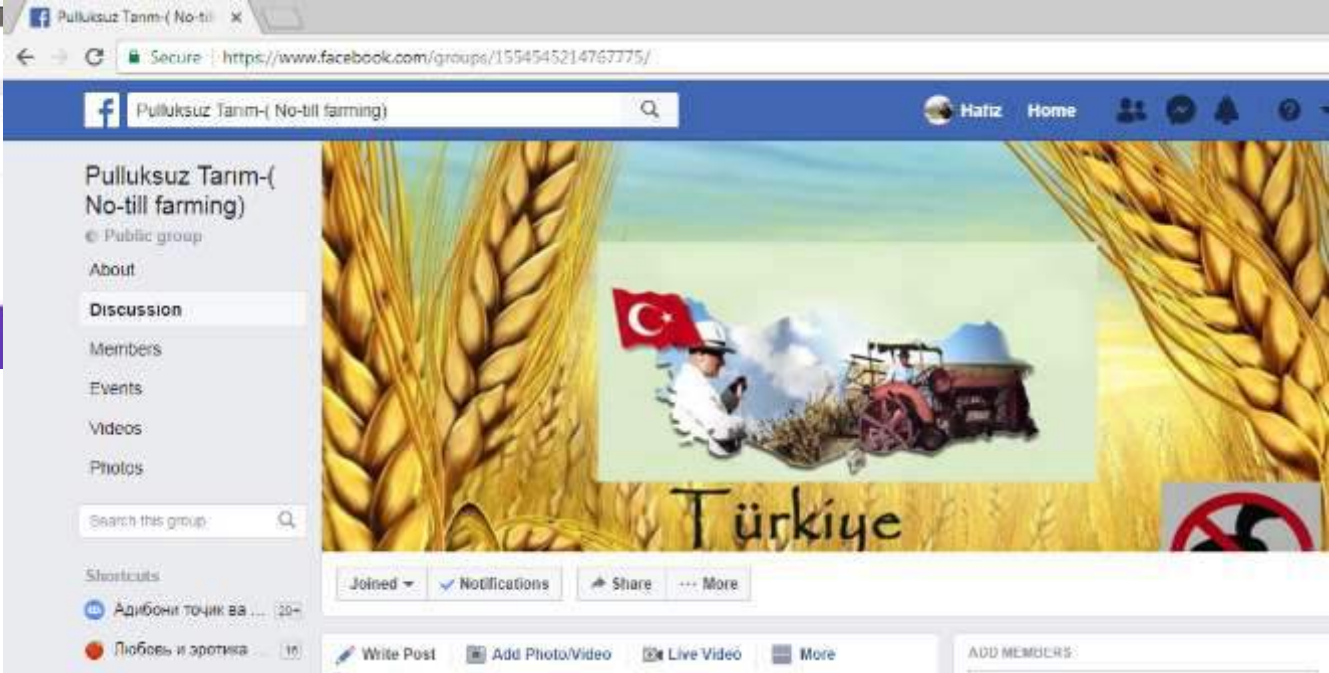 Pulluksuz Tarım-( No-till
Secure https://www.facebook.com/groups/1554545214767775/
Pulluksuz Tarım-( No-till farming)
Hafiz Home
Pulluksuz Tarım-(
No-till farming)
Public group
About
Discussion
Members
Events
Videos
Photos
Search this group
Shortcuts
Адибони точик ва ... 20+
Любовь и эротика ... 16
Türkiye
Joined Notifications Share ... More
Write Post Add Photo/Video Live Video More
ADD MEMBERS